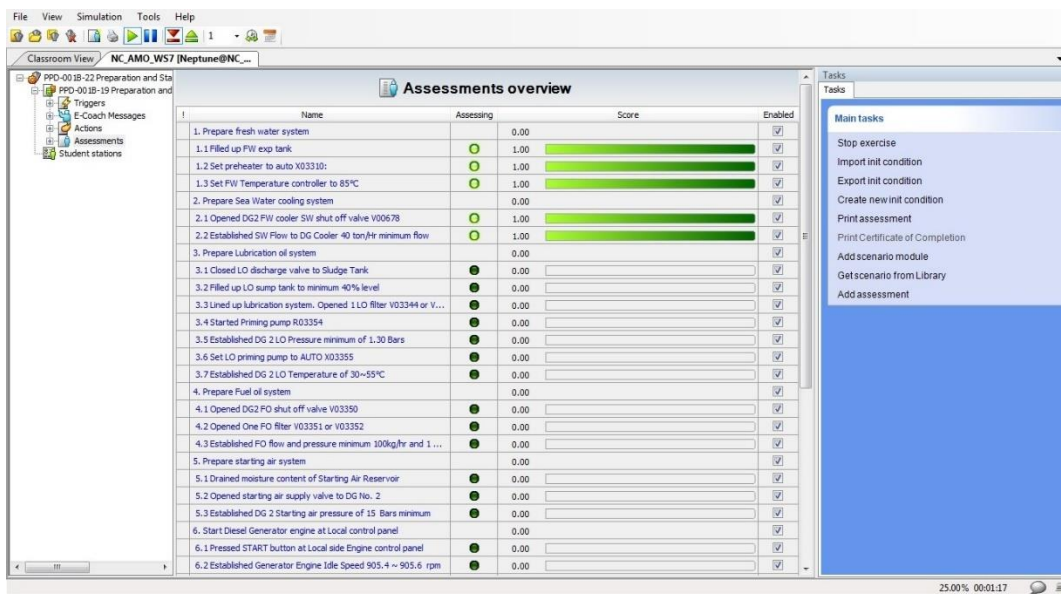 File View Simulation Tools Help
1
Classroom View NC_AMO_WS7 [Neptune@NC_...
PPD-001B-22 Preparation and Sta
PPD-001B-19 Preparation and
Triggers
E-Coach Messages
Actions
Assessments
Student stations
Assessments overview
! Name Assessing Score Enabled
1. Prepare fresh water system 0.00
1.1 Filled up FW exp tank 1.00
1.2 Set preheater to auto X03310: 1.00
1.3 Set FW Temperature controller to 85°C 1.00
2. Prepare Sea Water cooling system 0.00
2.1 Opened DG2 FW cooler SW shut off valve V00678 1.00
2.2 Established SW Flow to DG Cooler 40 ton/Hr minimum flow 1.00
3. Prepare Lubrication oil system 0.00
3.1 Closed LO discharge valve to Sludge Tank 0.00
3.2 Filled up LO sump tank to minimum 40% level 0.00
3.3 Lined up lubrication system. Opened 1 LO filter V03344 or V... 0.00
3.4 Started Priming pump R03354 0.00
3.5 Established DG 2 LO Pressure minimum of 1.30 Bars 0.00
3.6 Set LO priming pump to AUTO X03355 0.00
3.7 Established DG 2 LO Temperature of 30~55°C 0.00
4. Prepare Fuel oil system 0.00
4.1 Opened DG2 FO shut off valve V03350 0.00
4.2 Opened One FO filter V03351 or V03352 0.00
4.3 Established FO flow and pressure minimum 100kg/hr and 1 ... 0.00
5. Prepare starting air system 0.00
5.1 Drained moisture content of Starting Air Reservoir 0.00
5.2 Opened starting air supply valve to DG No. 2 0.00
5.3 Established DG 2 Starting air pressure of 15 Bars minimum 0.00
6. Start Diesel Generator engine at Local control panel 0.00
6.1 Pressed START button at Local side Engine control panel 0.00
6.2 Established Generator Engine Idle Speed 905.4 ~ 905.6 rpm 0.00
Tasks
Tasks
Main tasks
Stop exercise
Import init condition
Export init condition
Create new init condition
Print assessment
Print Certificate of Completion
Add scenario module
Get scenario from Library
Add assessment
25.00% 00:01:17